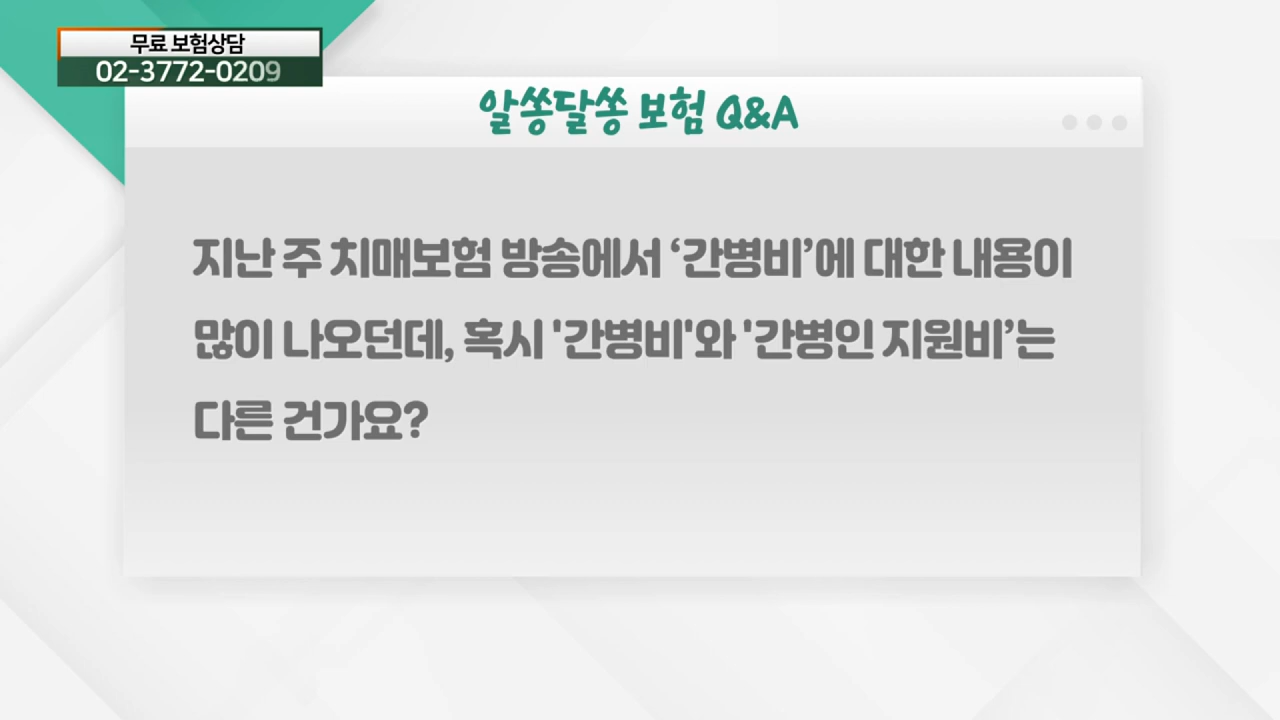 무료 보험상담
02-3772-0209
알쏭달쏭 보험 Q&A
지난 주 치매보험 방송에서 ‘간병비’에 대한 내용이
많이 나오던데, 혹시 '간병비'와 '간병인 지원비’는
다른 건가요?